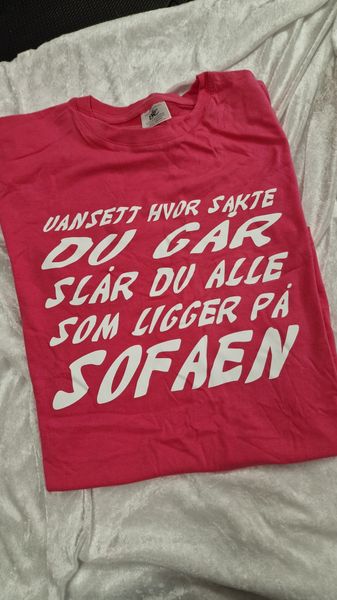 UANSETT HVOR SAKTE
DU GÅR
SLÅR DU ALLE
SOM LIGGER PÅ
SOFAEN